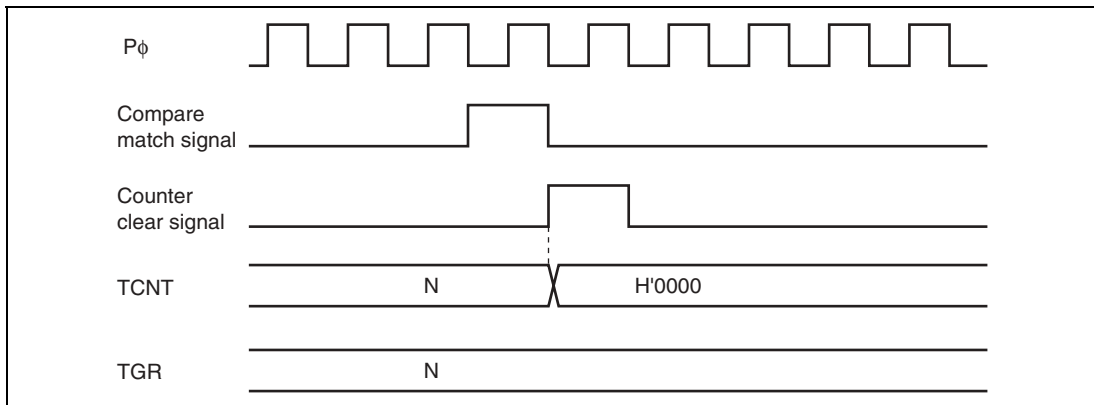 Pϕ
Compare
match signal
Counter
clear signal
TCNT N H'0000
TGR N